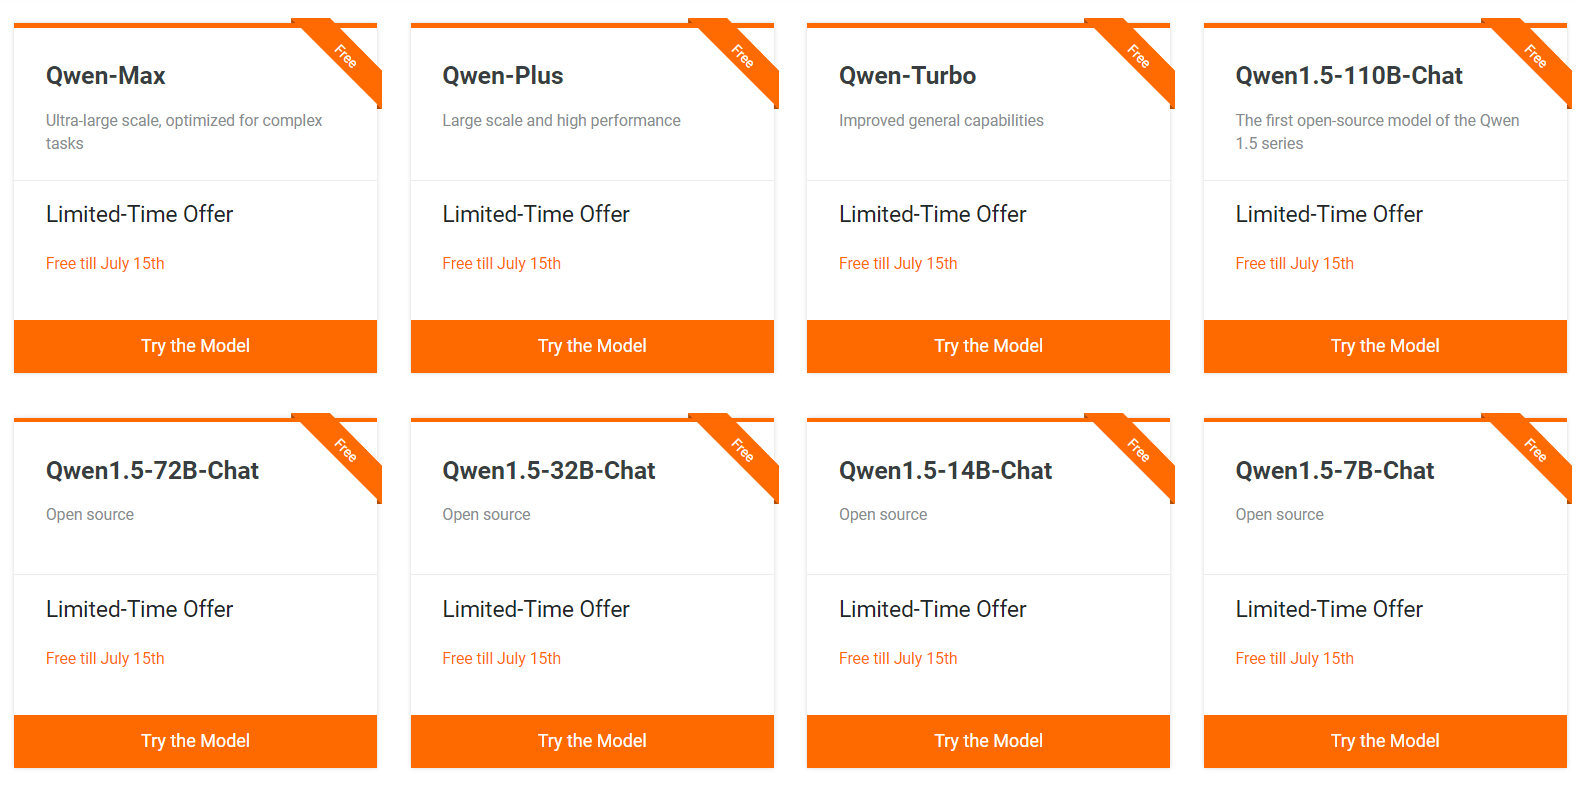 Free
Qwen-Max
Ultra-large scale, optimized for complex
tasks
Limited-Time Offer
Free till July 15th
Try the Model
Free
Qwen-Plus
Large scale and high performance
Limited-Time Offer
Free till July 15th
Try the Model
Free
Qwen-Turbo
Improved general capabilities
Limited-Time Offer
Free till July 15th
Try the Model
Free
Qwen1.5-110B-Chat
The first open-source model of the Qwen
1.5 series
Limited-Time Offer
Free till July 15th
Try the Model
Free
Qwen1.5-72B-Chat
Open source
Limited-Time Offer
Free till July 15th
Try the Model
Free
Qwen1.5-32B-Chat
Open source
Limited-Time Offer
Free till July 15th
Try the Model
Free
Qwen1.5-14B-Chat
Open source
Limited-Time Offer
Free till July 15th
Try the Model
Free
Qwen1.5-7B-Chat
Open source
Limited-Time Offer
Free till July 15th
Try the Model